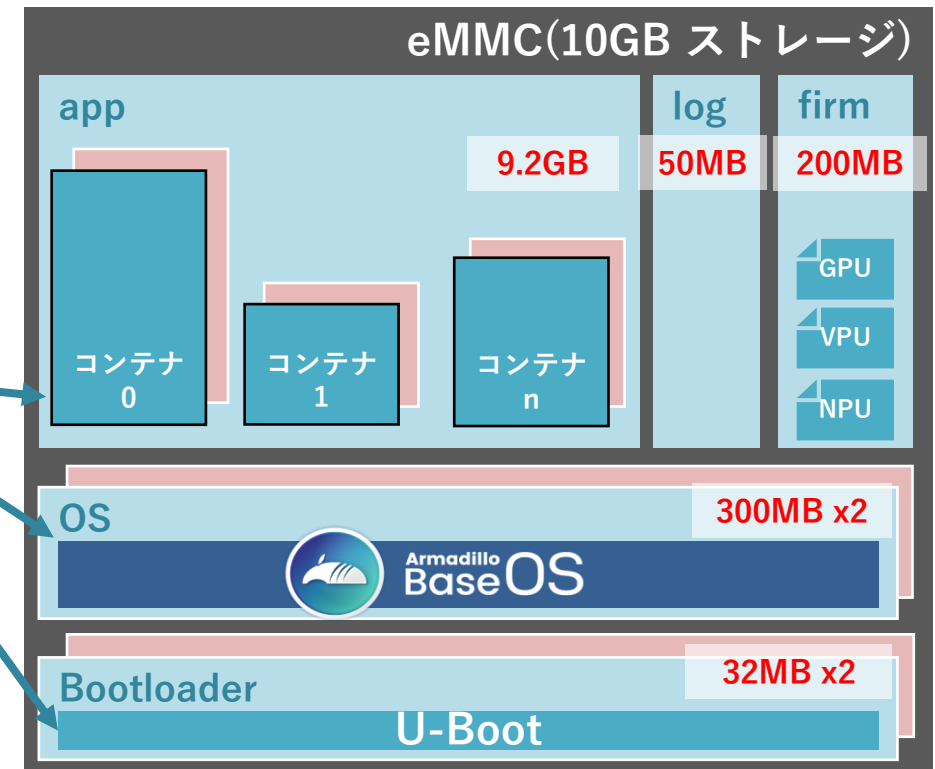 eMMC(10GB ストレージ)
app
log
firm
9.2GB
50MB
200MB
GPU
VPU
NPU
コンテナ
0
コンテナ
1
コンテナ
n
OS
300MB x2
Armadillo
Base OS
Bootloader
32MB x2
U-Boot